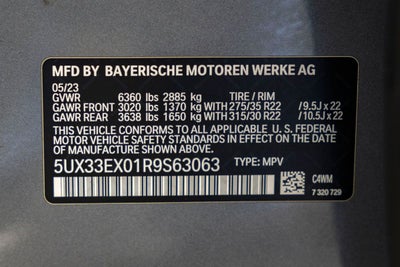 MFD BY BAYERISCHE MOTOREN WERKE AG
05/23
GVWR 6360 lbs 2885 kg TIRE / RIM
GAWR FRONT 3020 lbs 1370 KG WITH 275/35 R22 / 9.5J x 22
GAWR REAR 3638 lbs 1650 KG WITH 315/30 R22 / 10.5J x 22
THIS VEHICLE CONFORMS TO ALL APPLICABLE U. S. FEDERAL
MOTOR VEHICLE SAFETY STANDARDS IN EFFECT ON THE
DATE OF MANUFACTURE SHOWN ABOVE.
5UX33EX01R9S63063 TYPE: MPV
C4WM
7 320 729